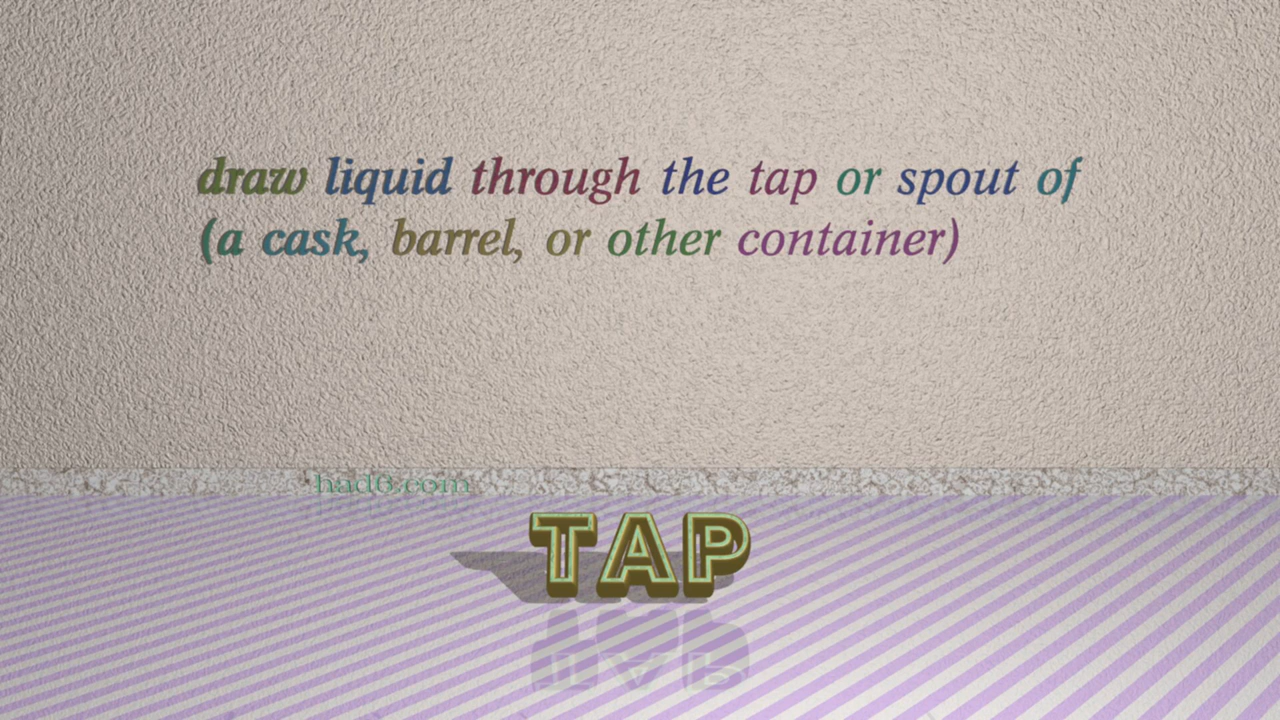 draw liquid through the tap or spout of
(a cask, barrel, or other container)
had6.com
TAP